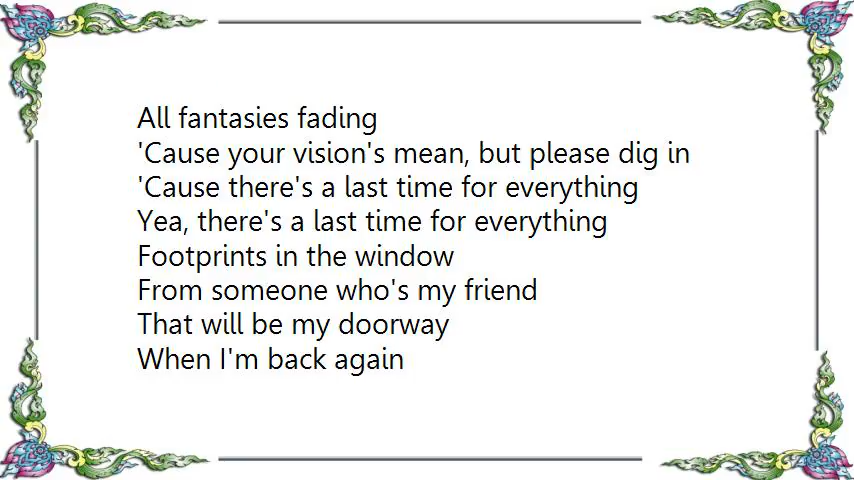 All fantasies fading
'Cause your vision's mean, but please dig in
'Cause there's a last time for everything
Yea, there's a last time for everything
Footprints in the window
From someone who's my friend
That will be my doorway
When I'm back again